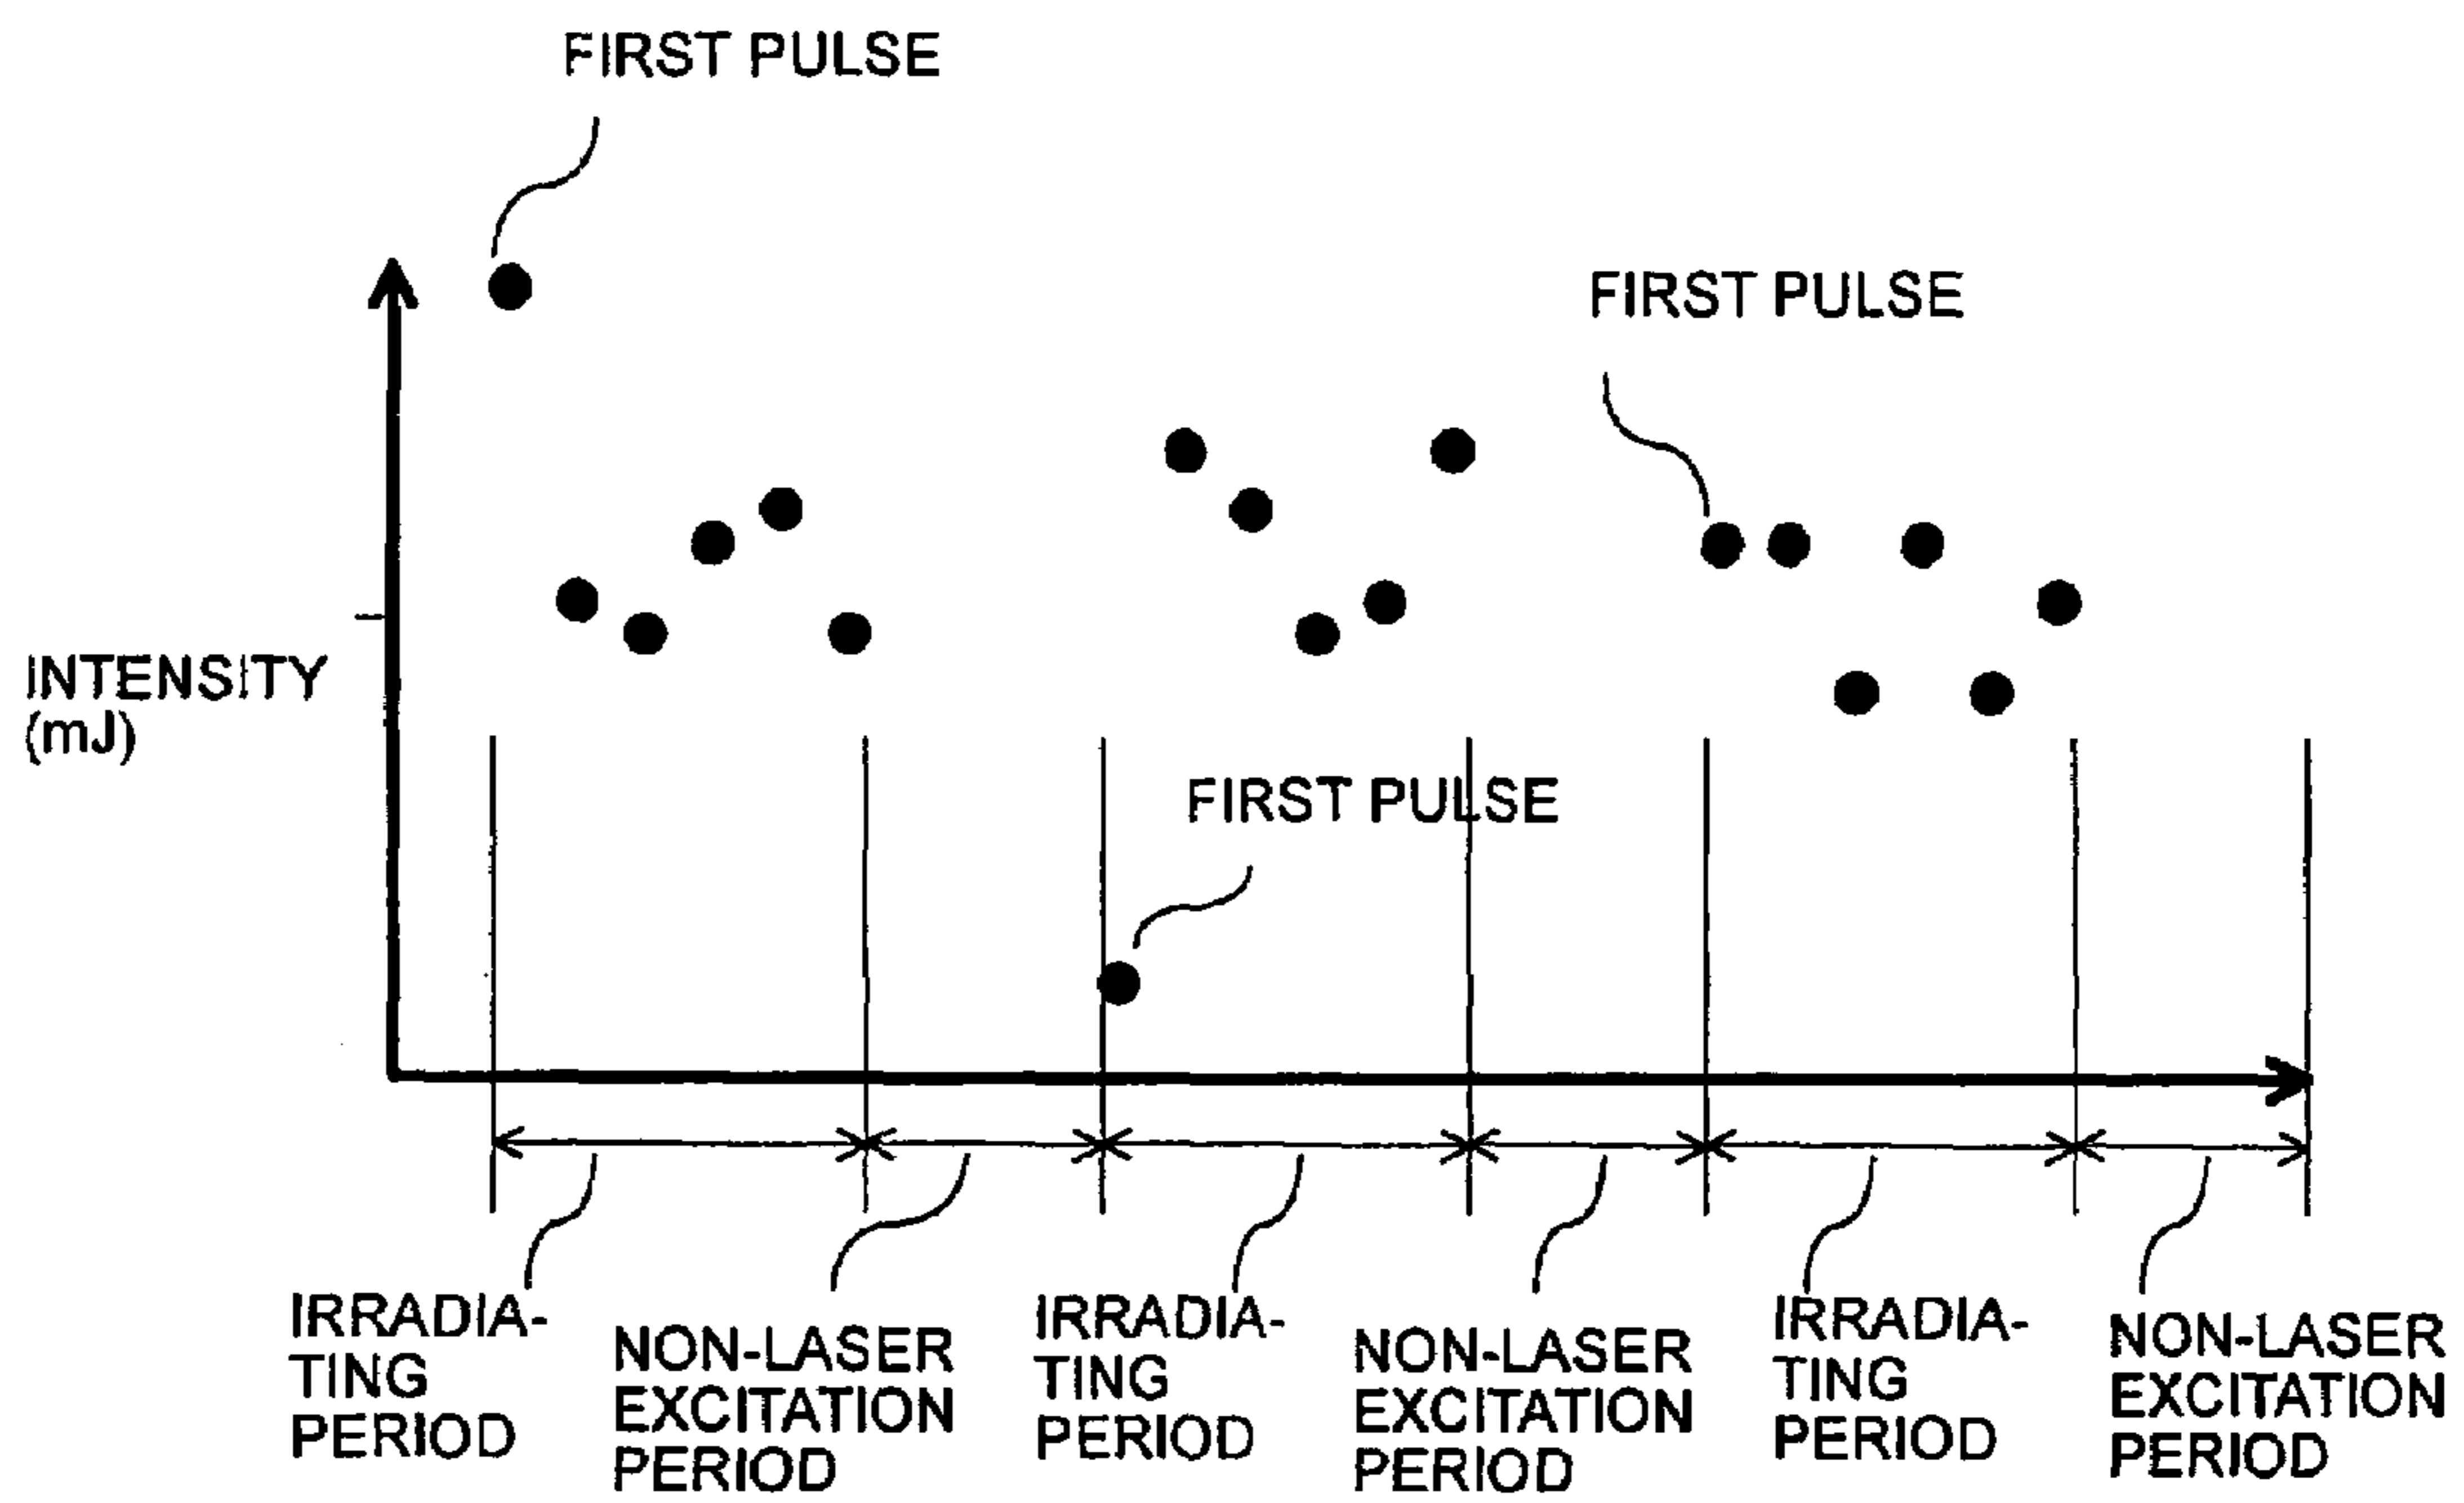 FIRST PULSE
FIRST PULSE
INTENSITY
(mJ)
FIRST PULSE
IRRADIA-
TING
PERIOD
NON-LASER
EXCITATION
PERIOD
IRRADIA-
TING
PERIOD
NON-LASER
EXCITATION
PERIOD
IRRADIA-
TING
PERIOD
NON-LASER
EXCITATION
PERIOD